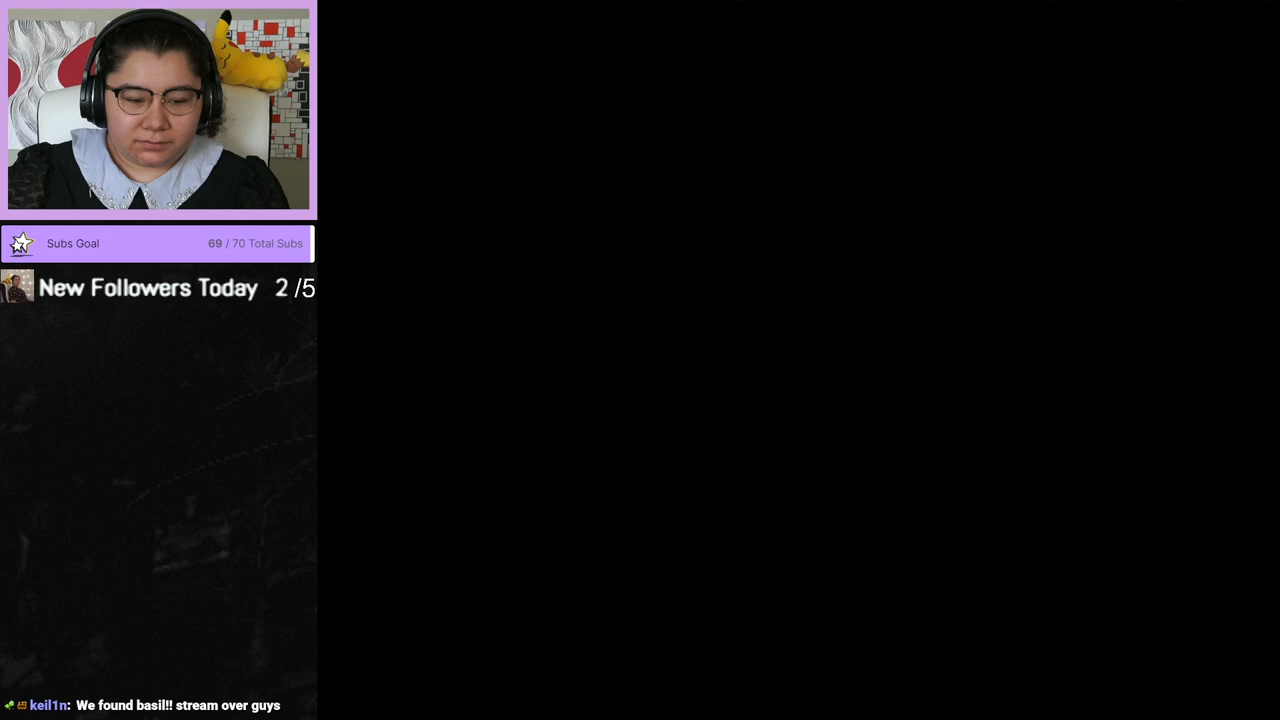 Subs Goal 69 / 70 Total Subs
New Followers Today 2 /5
keil1n: We found basil!! stream over guys